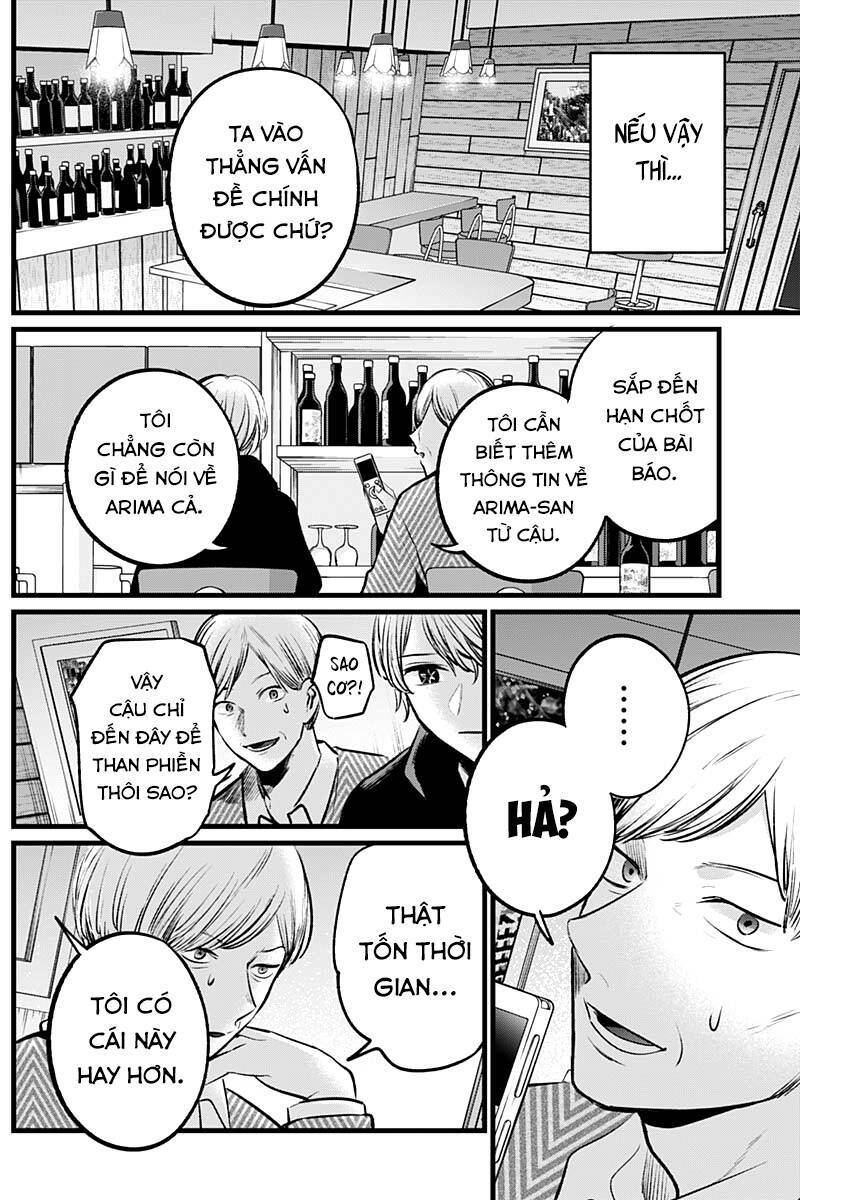 NẾU VẬY
THÌ...
TA VÀO
THẲNG VẤN
ĐỀ CHÍNH
ĐƯỢC CHỨ?
SẮP ĐẾN
HẠN CHỐT
CỦA BÀI
BÁO.
TÔI CẦN
BIẾT THÊM
THÔNG TIN VỀ
ARIMA-SAN
TỪ CẬU.
TÔI
CHẲNG CÒN
GÌ ĐỂ NÓI VỀ
ARIMA CẢ.
......
HẢ?
SAO
CƠ?!
VẬY
CẬU CHỈ
ĐẾN ĐÂY ĐỂ
THAN PHIỀN
THÔI SAO?
THẬT
TỐN THỜI
GIAN...
TÔI CÓ
CÁI NÀY
HAY HƠN.